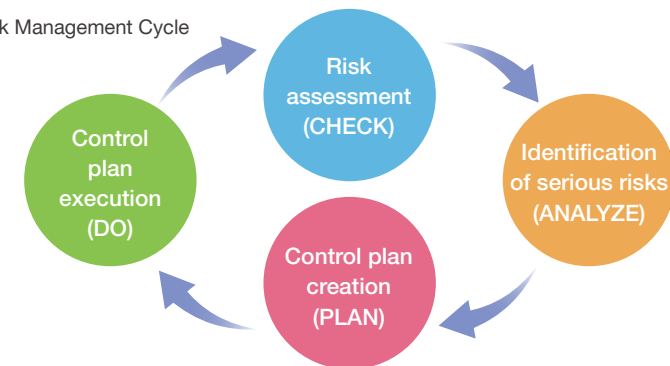 k Management Cycle
Risk
assessment
(CHECK)
Identification
of serious risks
(ANALYZE)
Control plan
creation
(PLAN)
Control
plan
execution
(DO)